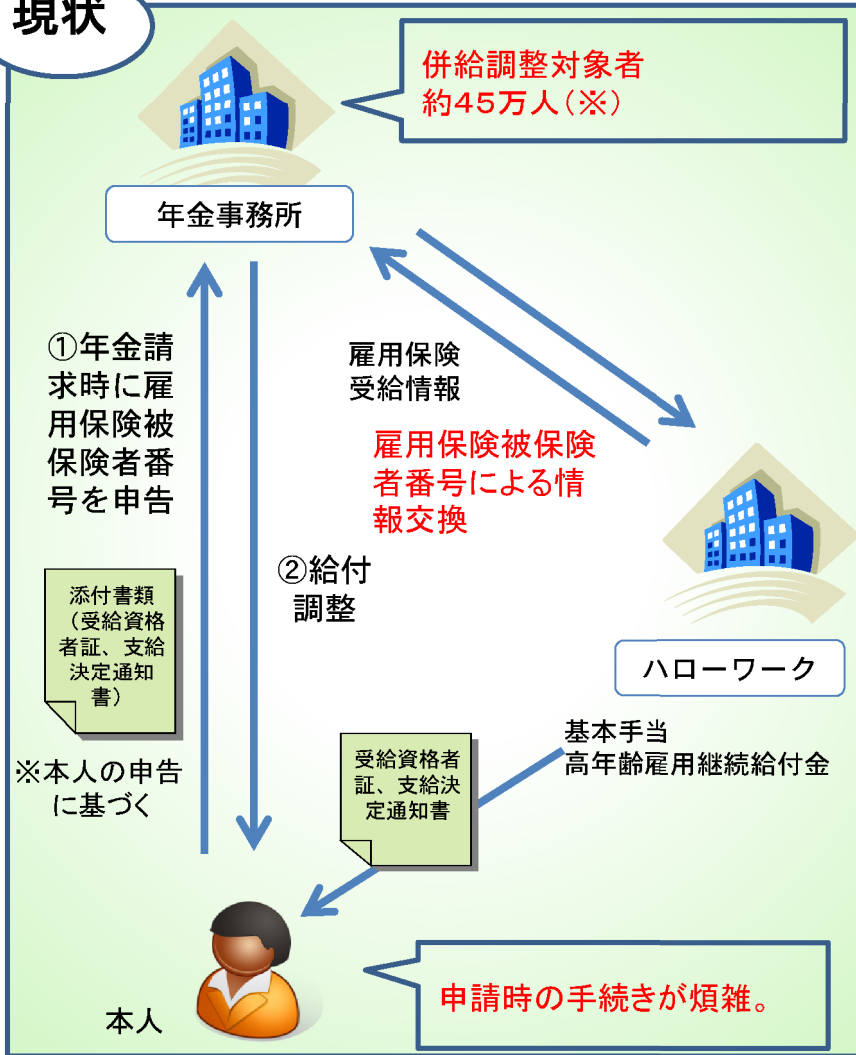 現状
併給調整対象者
約４５万人（※）
年金事務所
①年金請
求時に雇
用保険被
保険者番
号を申告
雇用保険
受給情報
雇用保険被保険
者番号による情
報交換
②給付
調整
添付書類
（受給資格
者証、支給
決定通知
書）
※本人の申告
に基づく
ハローワーク
基本手当
高年齢雇用継続給付金
受給資格者
証、支給決
定通知書
本人
申請時の手続きが煩雑。